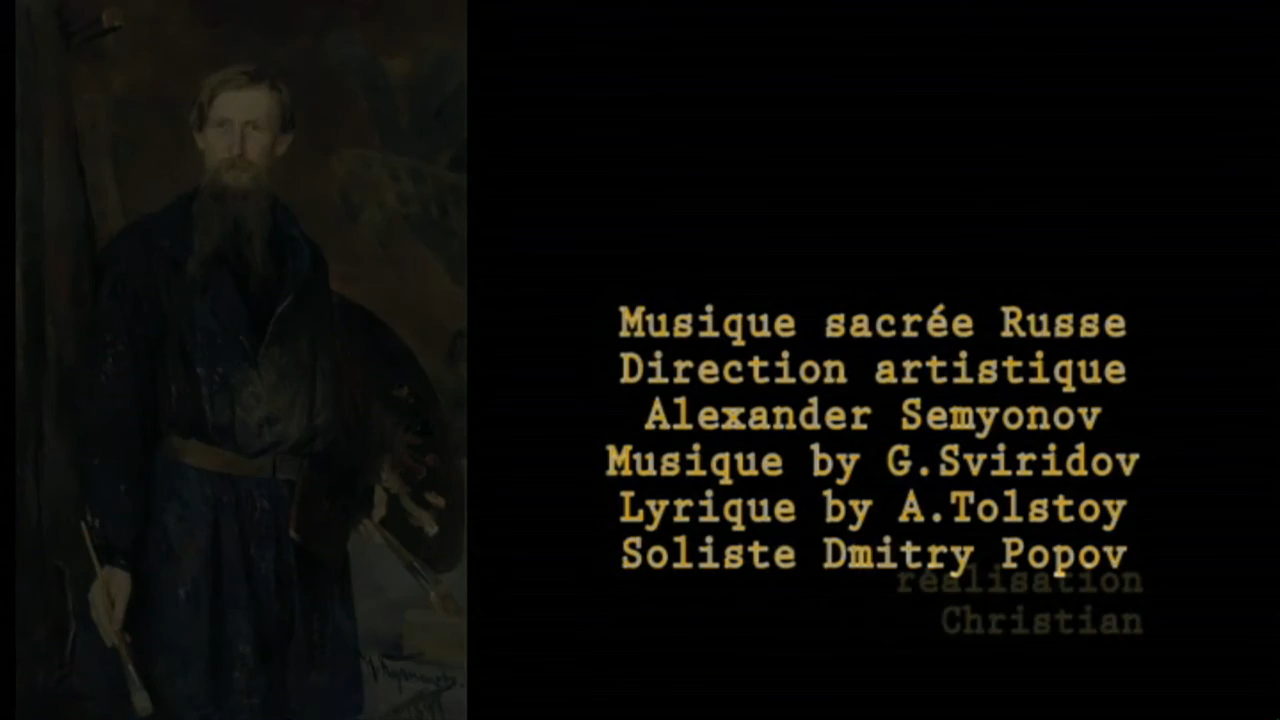 Musique sacrée Russe
Direction artistique
Alexander Semyonov
Musique by G.Sviridov
Lyrique by A.Tolstoy
Soliste Dmitry Popov
réalisation
Christian